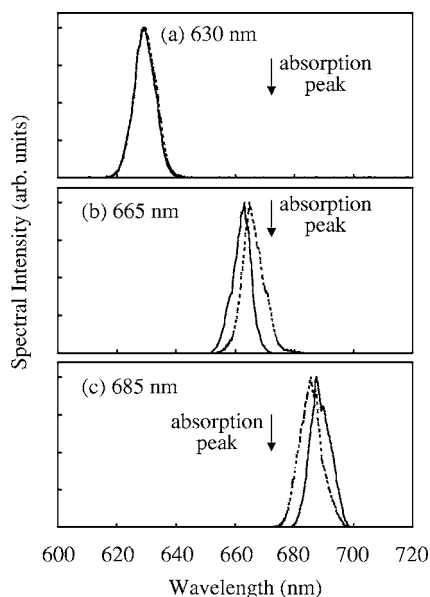 (a) 630 nm
absorption
peak
(b) 665 nm
absorption
peak
(c) 685 nm
absorption
peak
Spectral Intensity (arb. units)
600 620 640 660 680 700 720
Wavelength (nm)